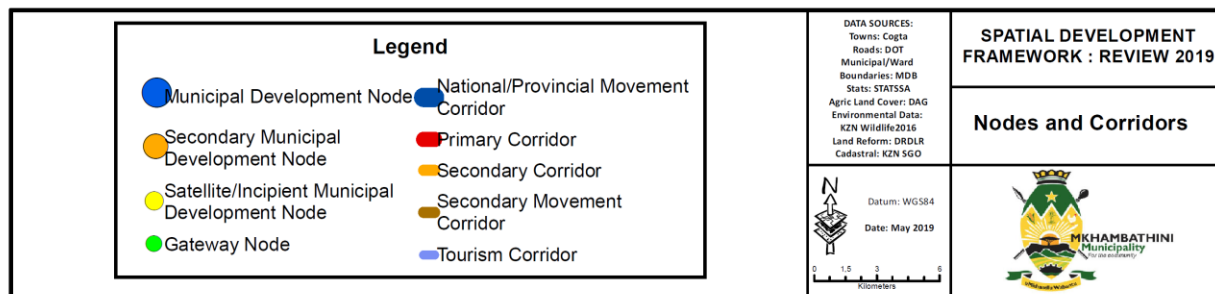 Legend
Municipal Development Node
Secondary Municipal
Development Node
Satellite/Incipient Municipal
Development Node
Gateway Node
National/Provincial Movement
Corridor
Primary Corridor
Secondary Corridor
Secondary Movement
Corridor
Tourism Corridor
DATA SOURCES:
Towns: Cogta
Roads: DOT
Municipal/Ward
Boundaries: MDB
Stats: STATSSA
Agric Land Cover: DAG
Environmental Data:
KZN Wildlife2016
Land Reform: DRDLR
Cadastral: KZN SGO
N
Datum: WGS84
Date: May 2019
0 1,5 3 6
Kilometers
SPATIAL DEVELOPMENT
FRAMEWORK : REVIEW 2019
Nodes and Corridors
MKHAMBATHINI
Municipality